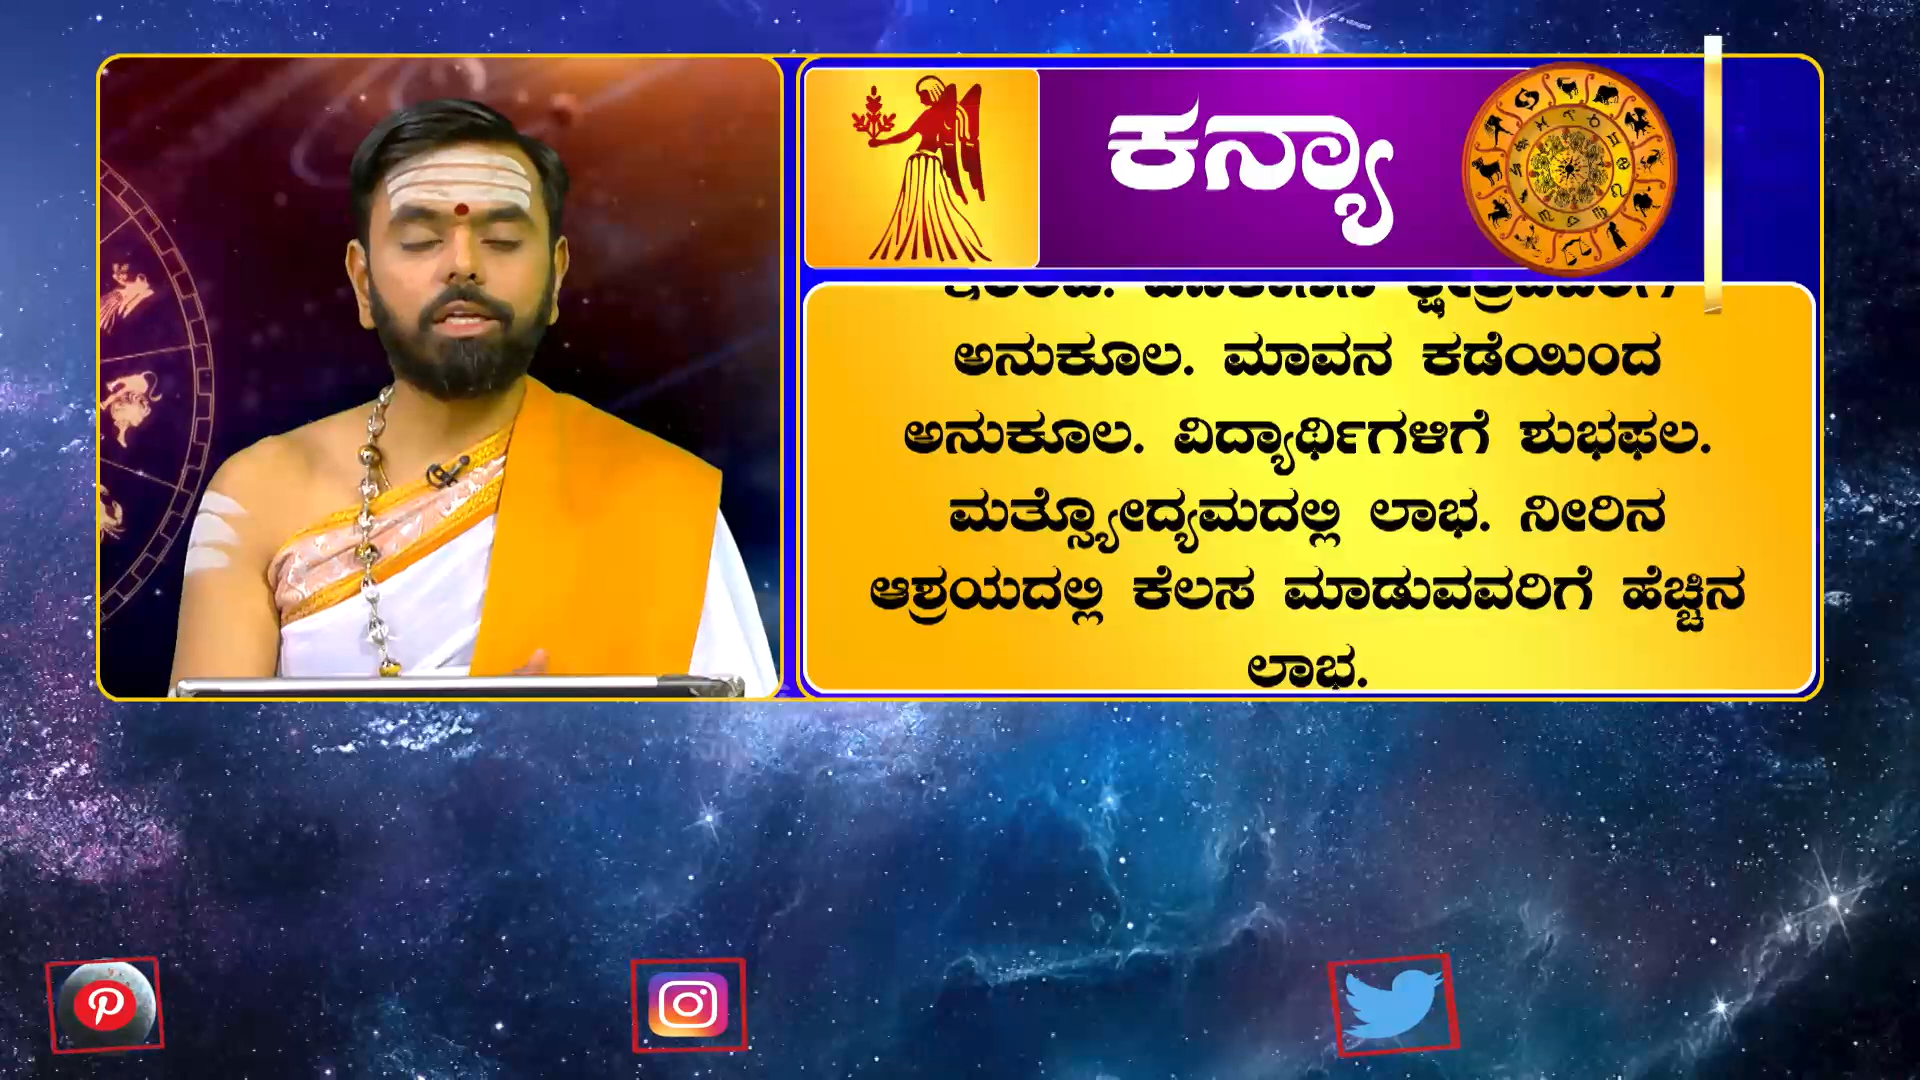 ಕನ್ಯಾ
ಅನುಕೂಲ. ಮಾವನ ಕಡೆಯಿಂದ
ಅನುಕೂಲ. ವಿದ್ಯಾರ್ಥಿಗಳಿಗೆ ಶುಭಫಲ.
ಮತ್ಸ್ಯೋದ್ಯಮದಲ್ಲಿ ಲಾಭ. ನೀರಿನ
ಆಶ್ರಯದಲ್ಲಿ ಕೆಲಸ ಮಾಡುವವರಿಗೆ ಹೆಚ್ಚಿನ
ಲಾಭ.